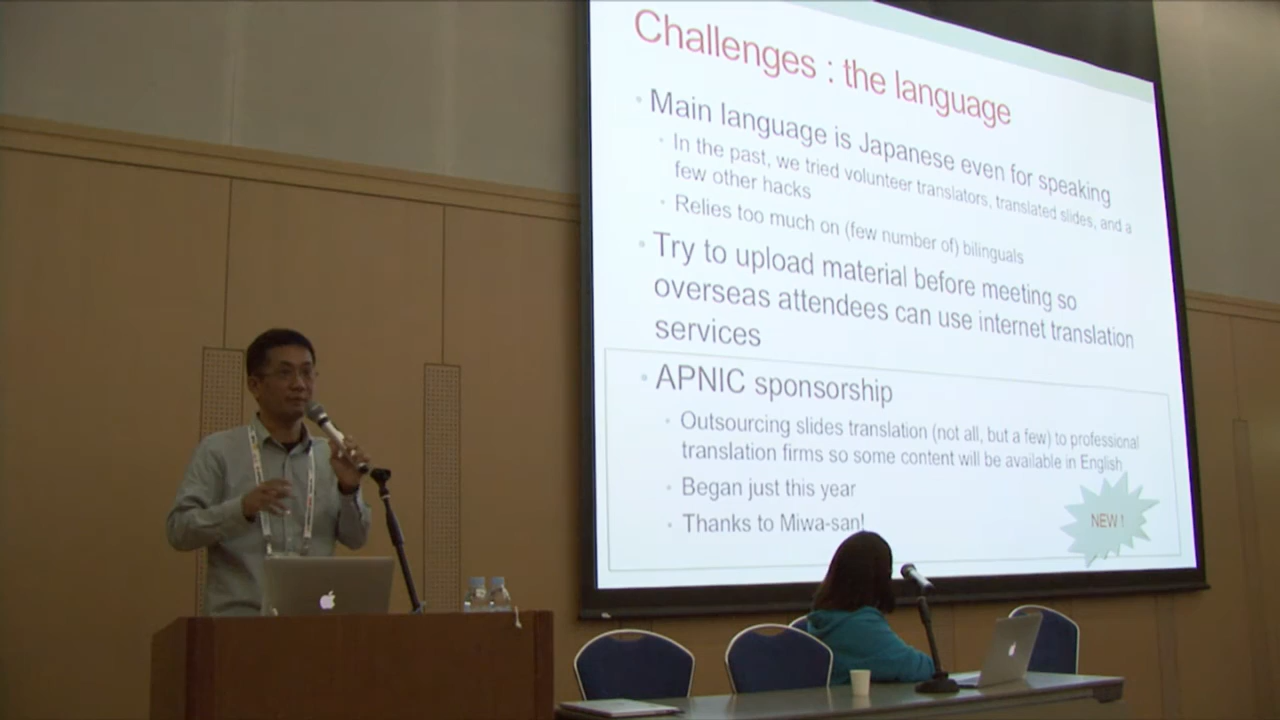 Challenges : the language
Main language is Japanese even for speaking
In the past, we tried volunteer translators, translated slides, and a
few other hacks
Relies too much on (few number of) bilinguals
Try to upload material before meeting so
overseas attendees can use internet translation
services
APNIC sponsorship
Outsourcing slides translation (not all, but a few) to professional
translation firms so some content will be available in English
Began just this year
Thanks to Miwa-san!
NEW !